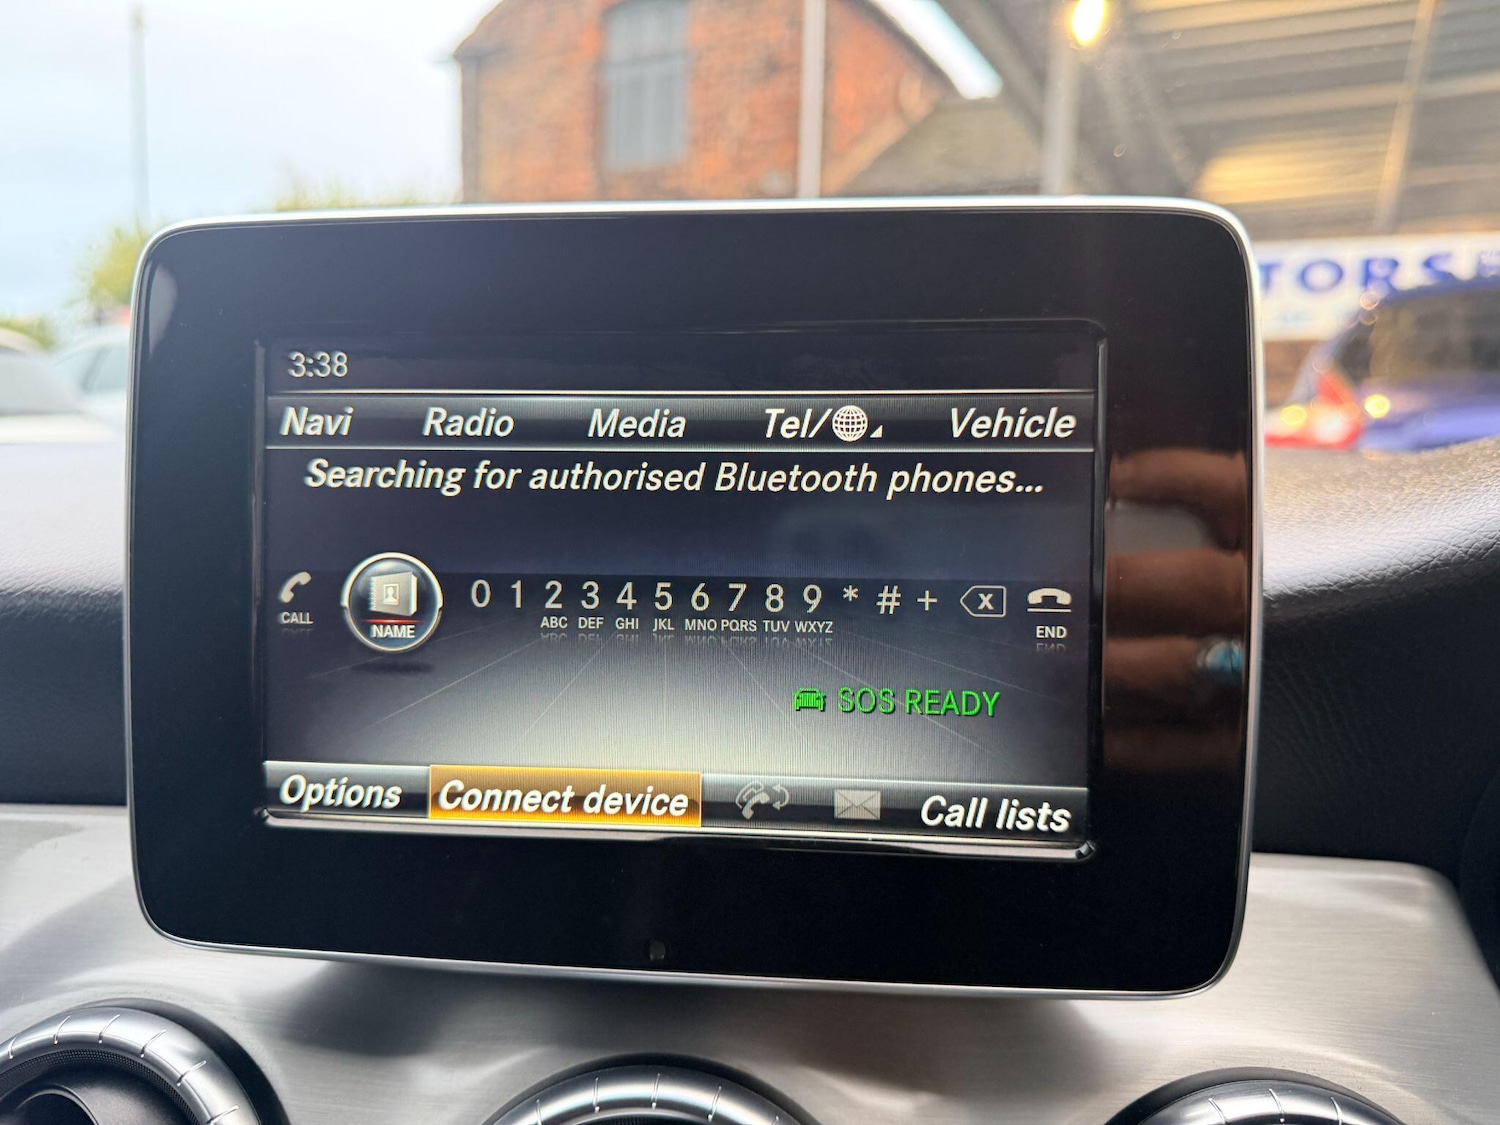 TORS
3:38
Navi Radio Media Tel/ Vehicle
Searching for authorised Bluetooth phones...
CALL NAME 0 1 2 3 4 5 6 7 8 9 * # + X END
ABC DEF GHI JKL MNO PQRS TUV WXYZ
SOS READY
Options Connect device Call lists